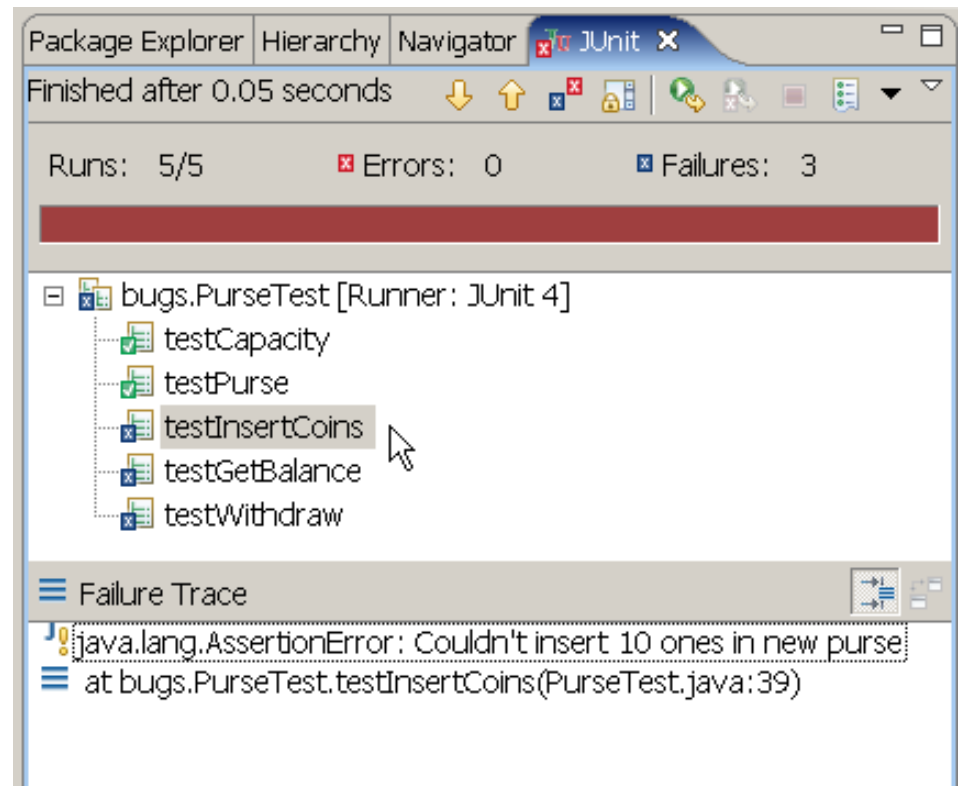 Package Explorer Hierarchy Navigator JUnit
Finished after 0.05 seconds
Runs: 5/5 Errors: 0 Failures: 3
bugs.PurseTest [Runner: JUnit 4]
testCapacity
testPurse
testInsertCoins
testGetBalance
testWithdraw
Failure Trace
java.lang.AssertionError: Couldn't insert 10 ones in new purse
at bugs.PurseTest.testInsertCoins(PurseTest.java:39)